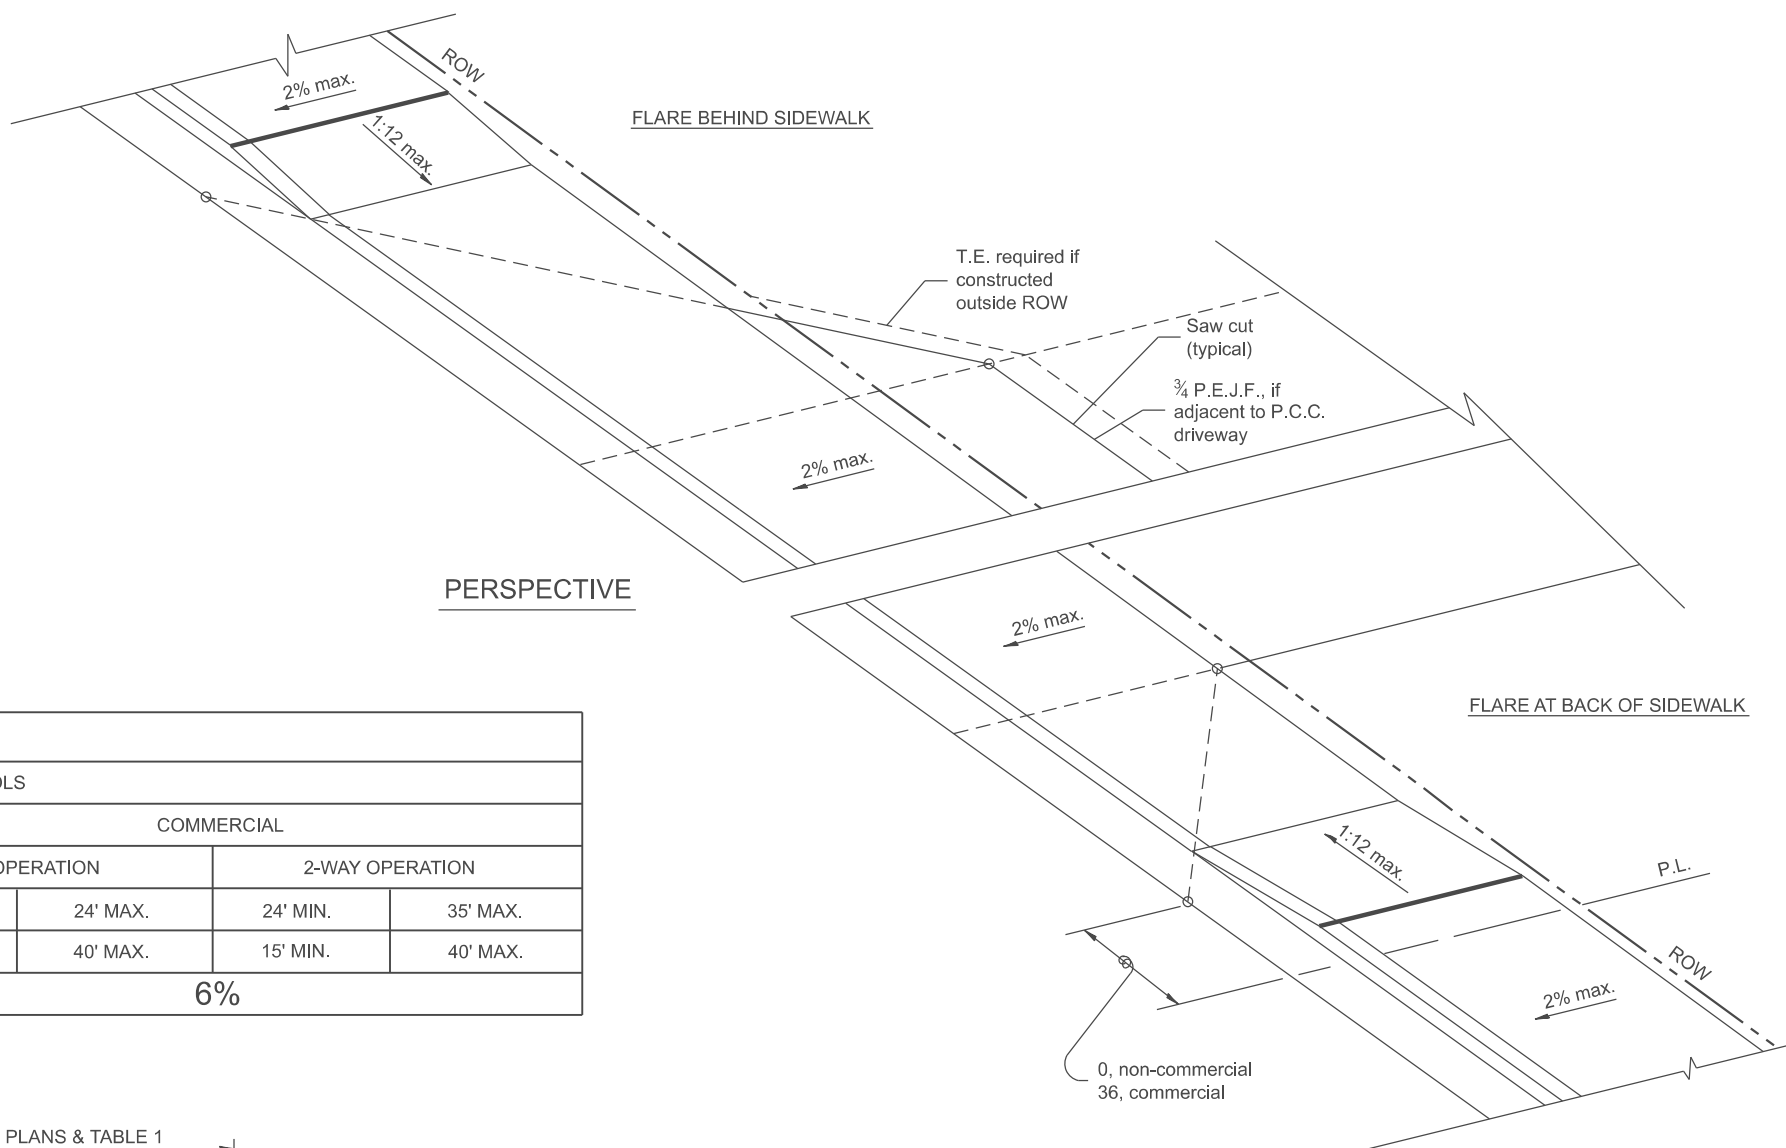 ROW
2% max.
1:12 max.
FLARE BEHIND SIDEWALK
T.E. required if
constructed
outside ROW
Saw cut
(typical)
¾ P.E.J.F., if
adjacent to P.C.C.
driveway
2% max.
PERSPECTIVE
2% max.
FLARE AT BACK OF SIDEWALK
1:12 max.
P.L.
ROW
2% max.
0, non-commercial
36, commercial
COMMERCIAL
2-WAY OPERATION
24' MAX. 24' MIN. 35' MAX.
40' MAX. 15' MIN. 40' MAX.
6%
PLANS & TABLE 1